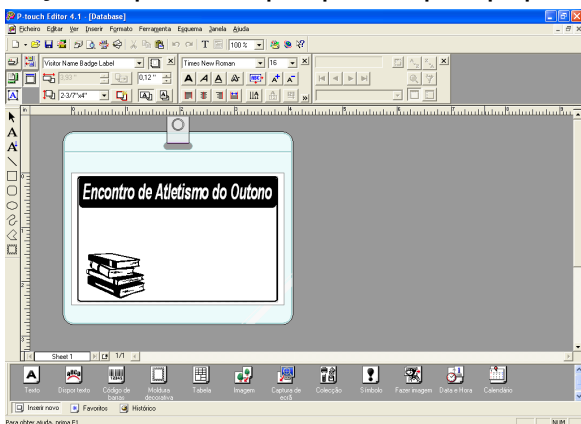 P-touch Editor 4.1 - [Database]
Ficheiro Editar Ver Inserir Formato Ferramenta Esquema Janela Ajuda
100 %
Visitor Name Badge Label
Times New Roman
16
3.93"
0,12"
2-3/7"x4"
Encontro de Atletismo do Outono
Sheet 1
1/1
Texto
Dispor texto
Código de barras
Moldura decorativa
Tabela
Imagem
Captura de ecrã
Colecção
Símbolo
Fazer imagem
Data e Hora
Calendário
Inserir novo Favoritos Histórico
Para obter ajuda, prima F1
NUM